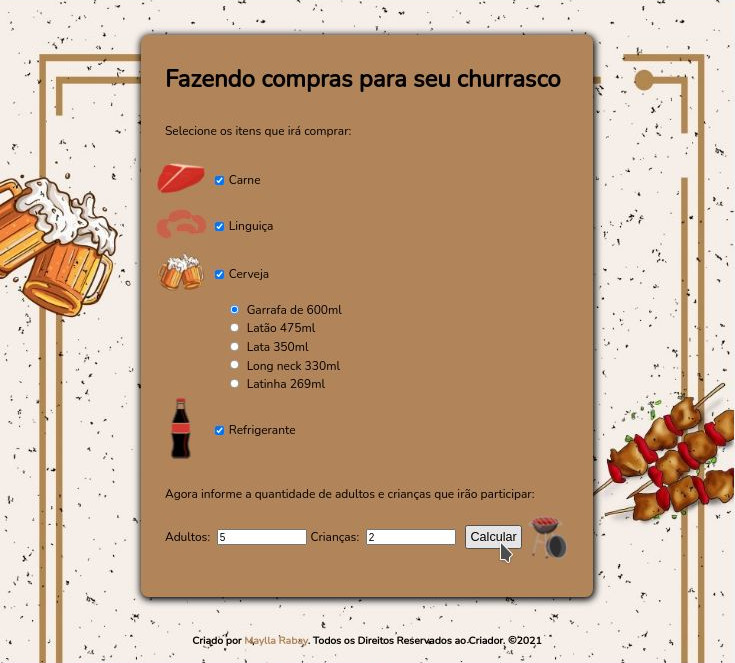 Fazendo compras para seu churrasco
Selecione os itens que irá comprar:
Carne
Linguiça
Cerveja
Garrafa de 600ml
Latão 475ml
Lata 350ml
Long neck 330ml
Latinha 269ml
Refrigerante
Agora informe a quantidade de adultos e crianças que irão participar:
Adultos: 5 Crianças: 2 Calcular
Criado por Maylla Rabay. Todos os Direitos Reservados ao Criador. ©2021